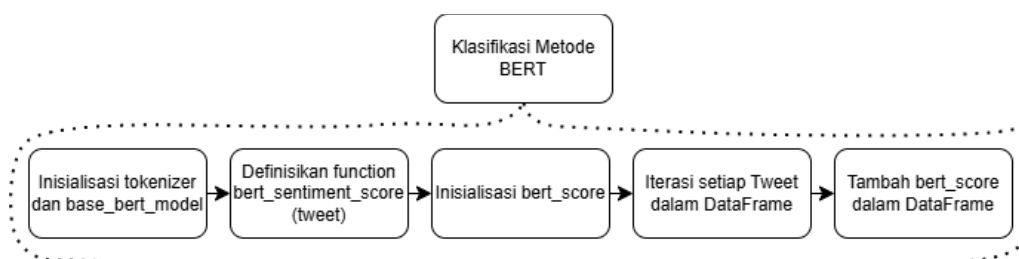 Klasifikasi Metode
BERT
Inisialisasi tokenizer
dan base_bert_model
Definisikan function
bert_sentiment_score
(tweet)
Inisialisasi bert_score
Iterasi setiap Tweet
dalam DataFrame
Tambah bert_score
dalam DataFrame